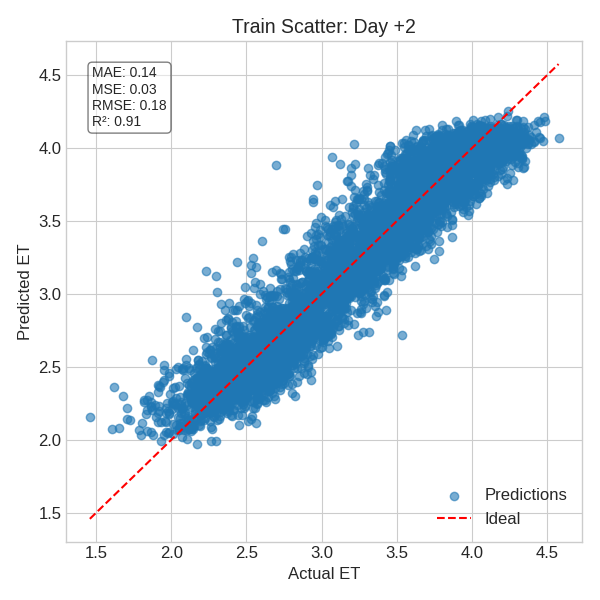 Train Scatter: Day +2
MAE: 0.14
MSE: 0.03
RMSE: 0.18
R²: 0.91
Predicted ET
4.5
4.0
3.5
3.0
2.5
2.0
1.5
Predictions
Ideal
1.5 2.0 2.5 3.0 3.5 4.0 4.5
Actual ET